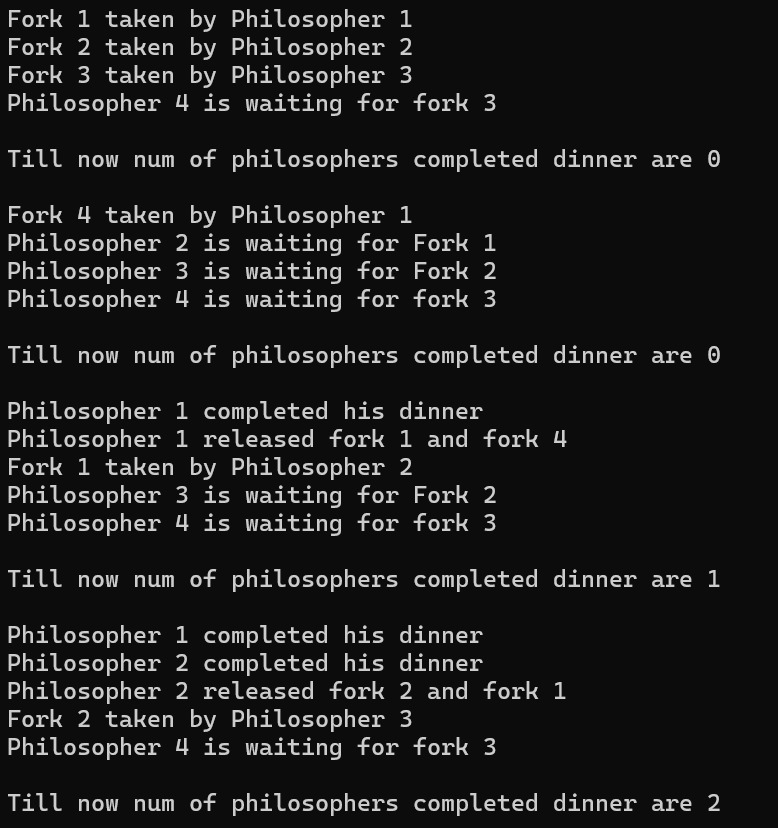 Fork 1 taken by Philosopher 1
Fork 2 taken by Philosopher 2
Fork 3 taken by Philosopher 3
Philosopher 4 is waiting for fork 3

Till now num of philosophers completed dinner are 0

Fork 4 taken by Philosopher 1
Philosopher 2 is waiting for Fork 1
Philosopher 3 is waiting for Fork 2
Philosopher 4 is waiting for fork 3

Till now num of philosophers completed dinner are 0

Philosopher 1 completed his dinner
Philosopher 1 released fork 1 and fork 4
Fork 1 taken by Philosopher 2
Philosopher 3 is waiting for Fork 2
Philosopher 4 is waiting for fork 3

Till now num of philosophers completed dinner are 1

Philosopher 1 completed his dinner
Philosopher 2 completed his dinner
Philosopher 2 released fork 2 and fork 1
Fork 2 taken by Philosopher 3
Philosopher 4 is waiting for fork 3

Till now num of philosophers completed dinner are 2